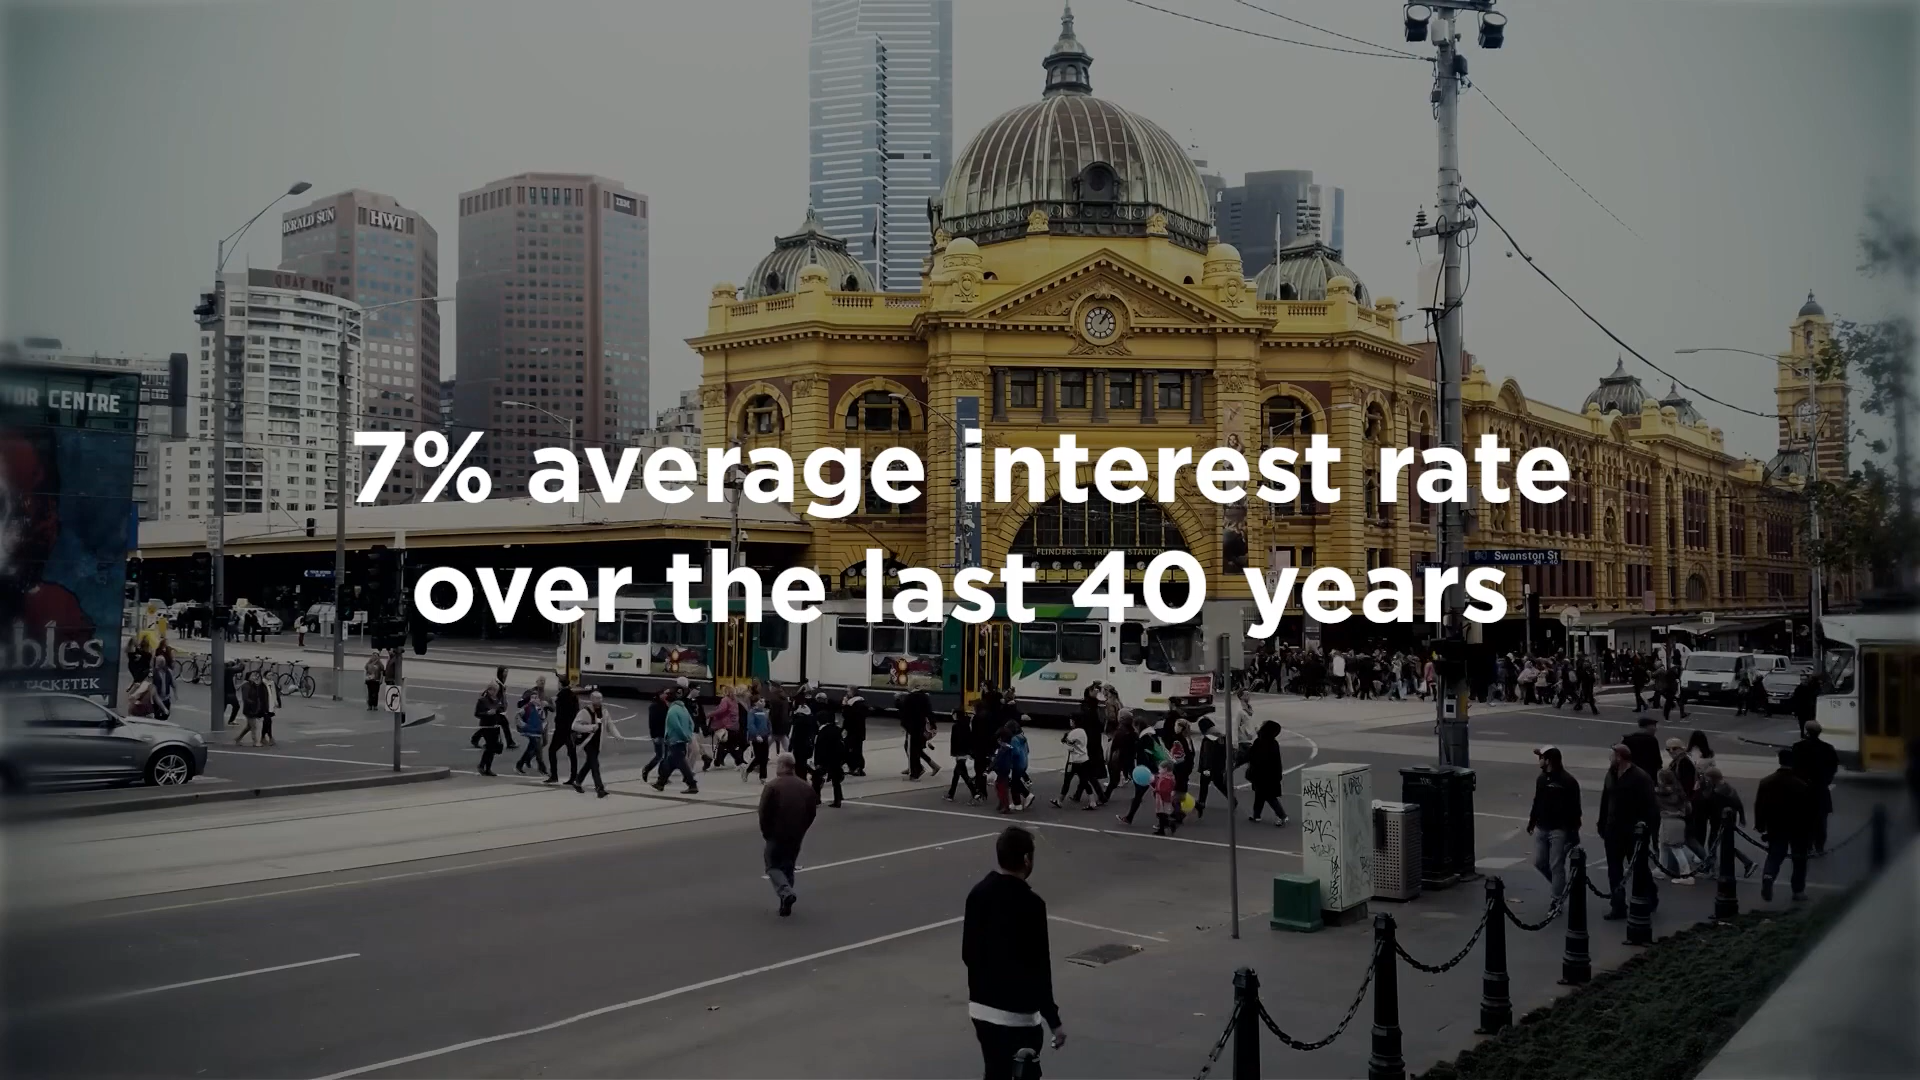 HERALD SUN
HWT
IBM
QUAY WEST
TOR CENTRE
7% average interest rate
over the last 40 years
FLINDERS STREET STATION
Swanston St
bles
TICKETEK